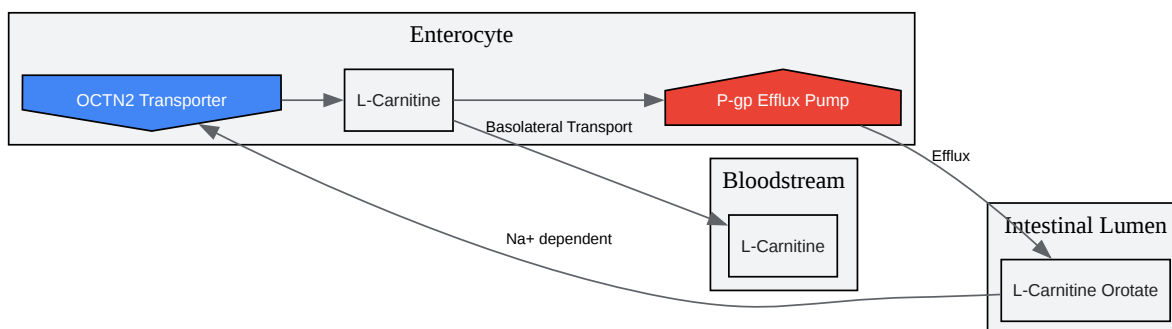 Enterocyte
OCTN2 Transporter
L-Carnitine
P-gp Efflux Pump
Basolateral Transport
Efflux
Bloodstream
L-Carnitine
Intestinal Lumen
L-Carnitine Orotate
Na+ dependent